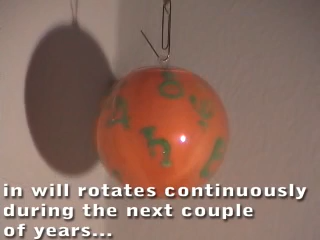 in will rotates continuously
during the next couple
of years...